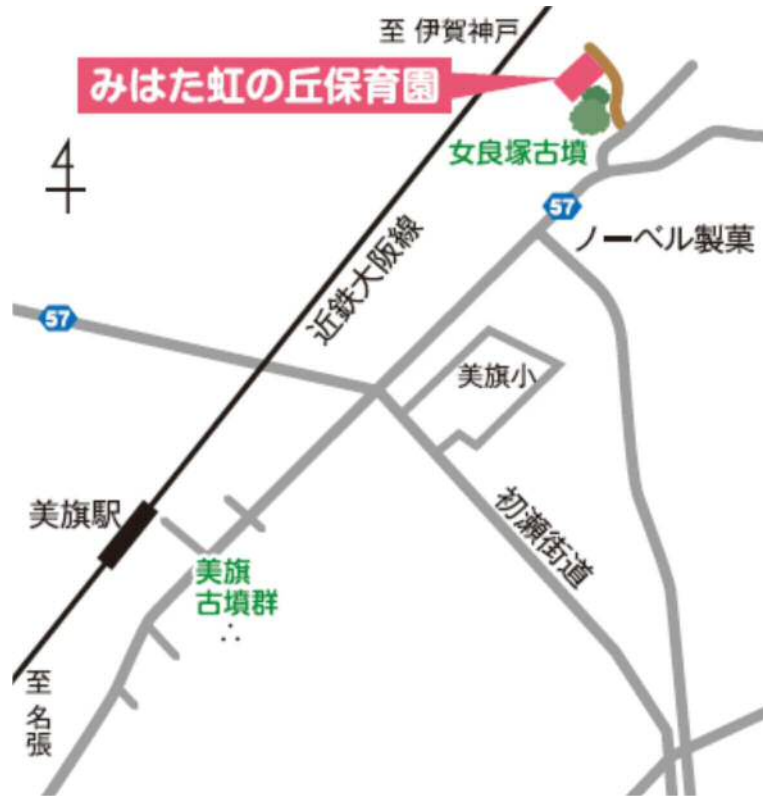 至 伊賀神戸
みはた虹の丘保育園
女良塚古墳
4
57
ノーベル製菓
近鉄大阪線
57
美旗小
美旗駅
初瀬街道
美旗
古墳群
至
名張